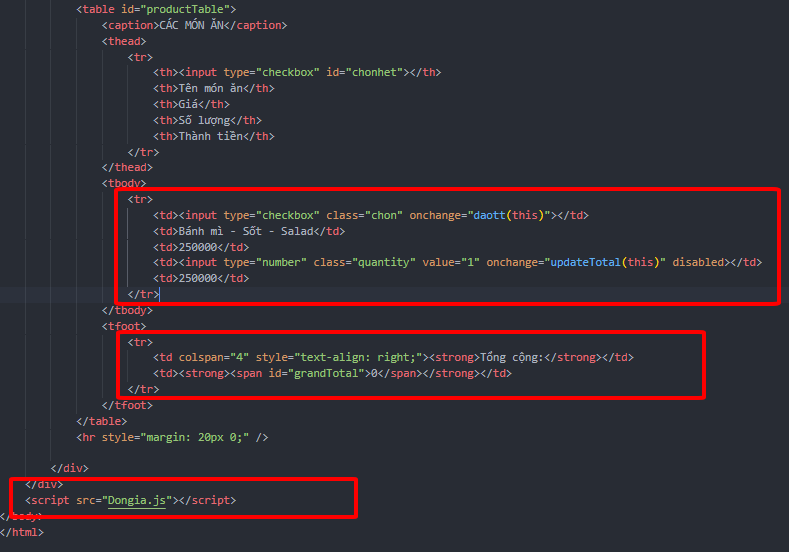 <table id="productTable">
<caption>CÁC MÓN ĂN</caption>
<thead>
<tr>
<th><input type="checkbox" id="chonhet"></th>
<th>Tên món ăn</th>
<th>Giá</th>
<th>Số lượng</th>
<th>Thành tiền</th>
</tr>
</thead>
<tbody>
<tr>
<td><input type="checkbox" class="chon" onchange="daott(this)"></td>
<td>Bánh mì - Sốt - Salad</td>
<td>250000</td>
<td><input type="number" class="quantity" value="1" onchange="updateTotal(this)" disabled></td>
<td>250000</td>
</tr>
</tbody>
<tfoot>
<tr>
<td colspan="4" style="text-align: right;"><strong>Tổng cộng:</strong></td>
<td><strong><span id="grandTotal">0</span></strong></td>
</tr>
</tfoot>
</table>
<hr style="margin: 20px 0;" />
</div>
</div>
<script src="Dongia.js"></script>
</body>
</html>